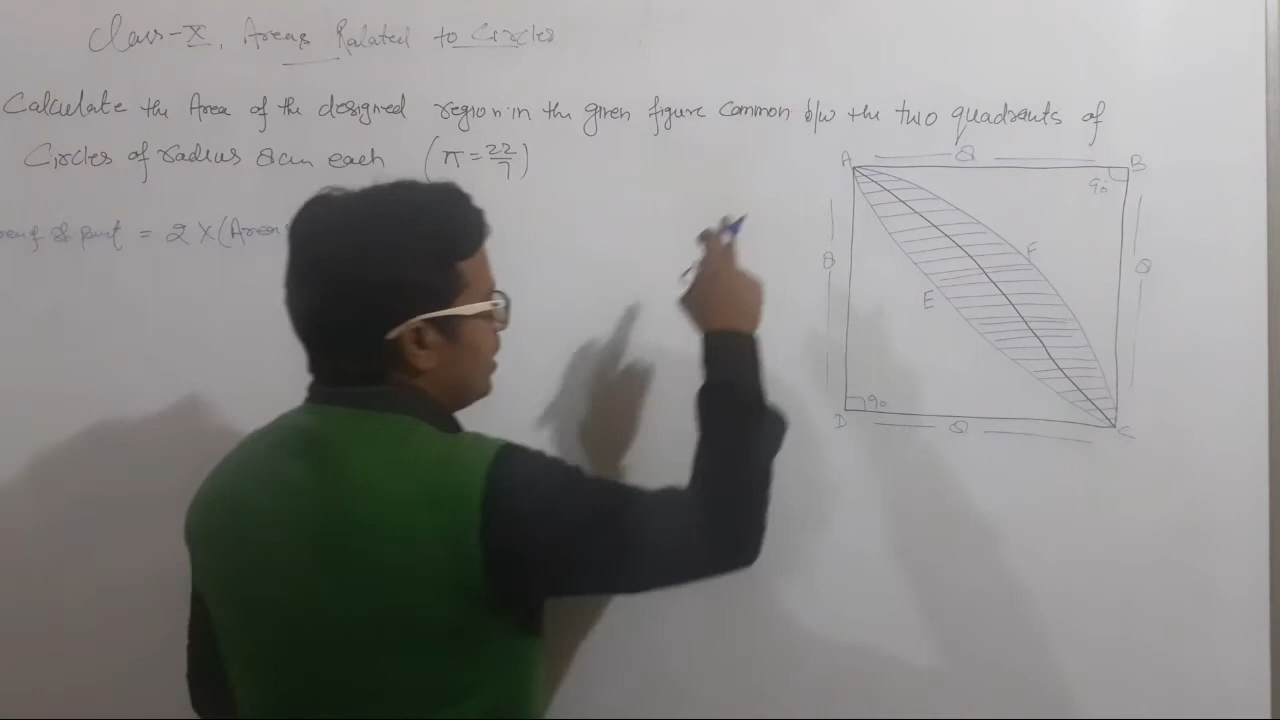 Class-X, Areas Ralated to Circles
Calculate the Area of the designed region in the given figure common b/w the two quadrants of
Circles of radius 8cm each (π = 22/7)
A 8 B
90
= 2 X (Area
8 8
F
E
90
D 8 C